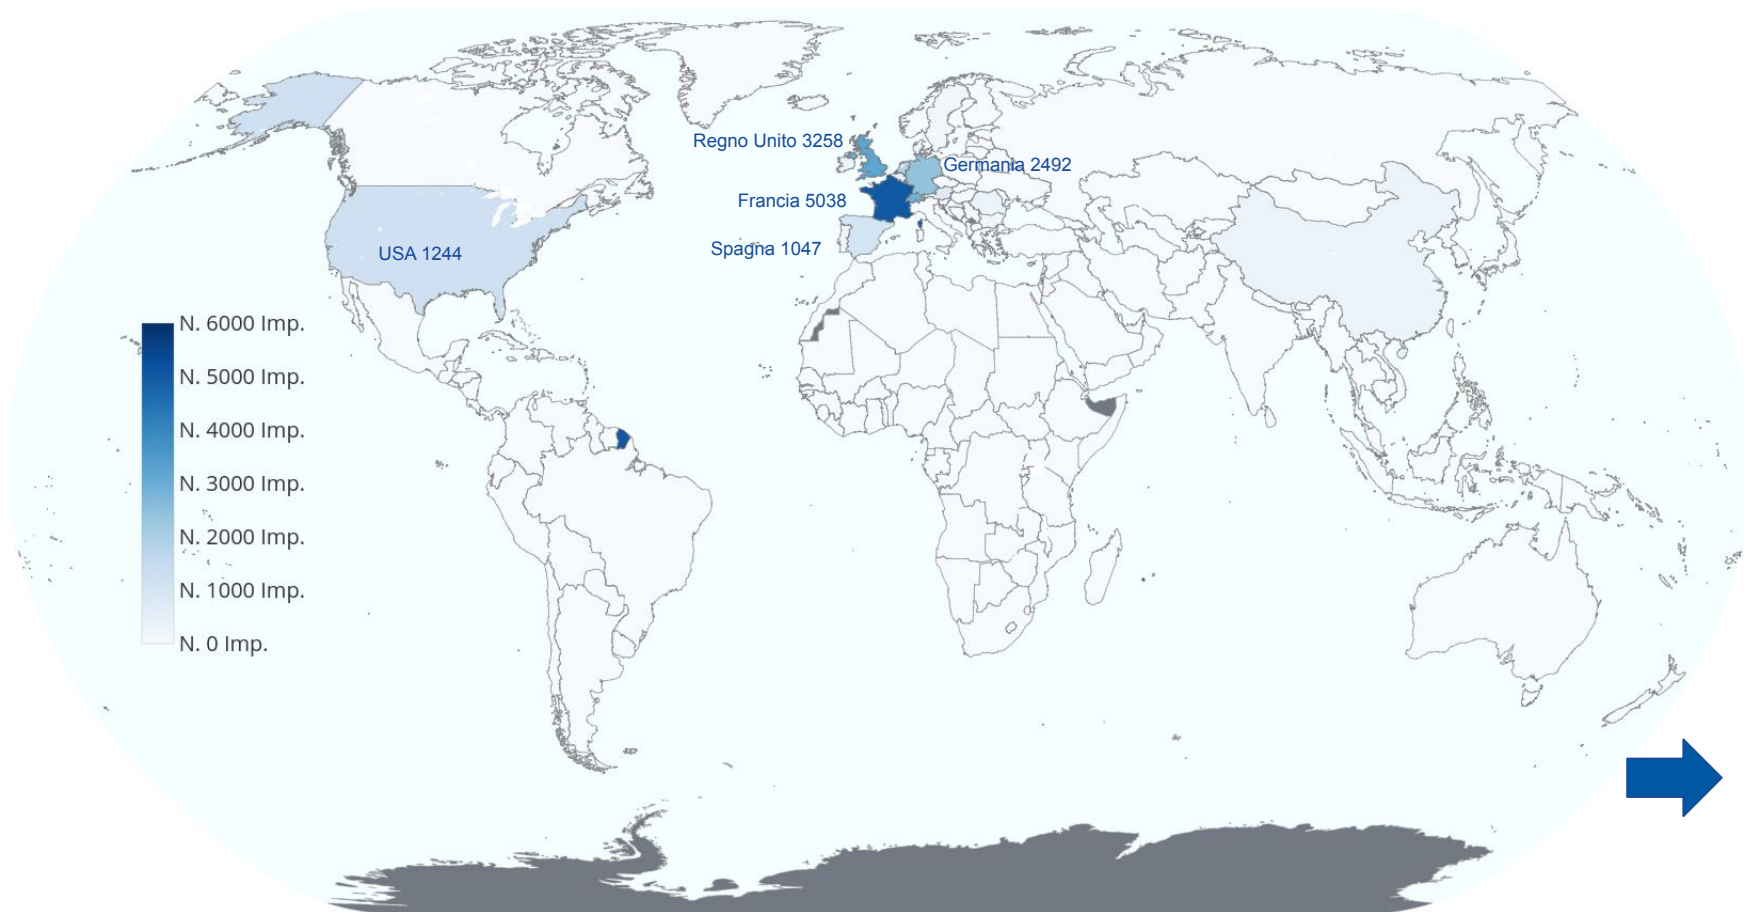 Regno Unito 3258
Germania 2492
Francia 5038
Spagna 1047
USA 1244
N. 6000 Imp.
N. 5000 Imp.
N. 4000 Imp.
N. 3000 Imp.
N. 2000 Imp.
N. 1000 Imp.
N. 0 Imp.